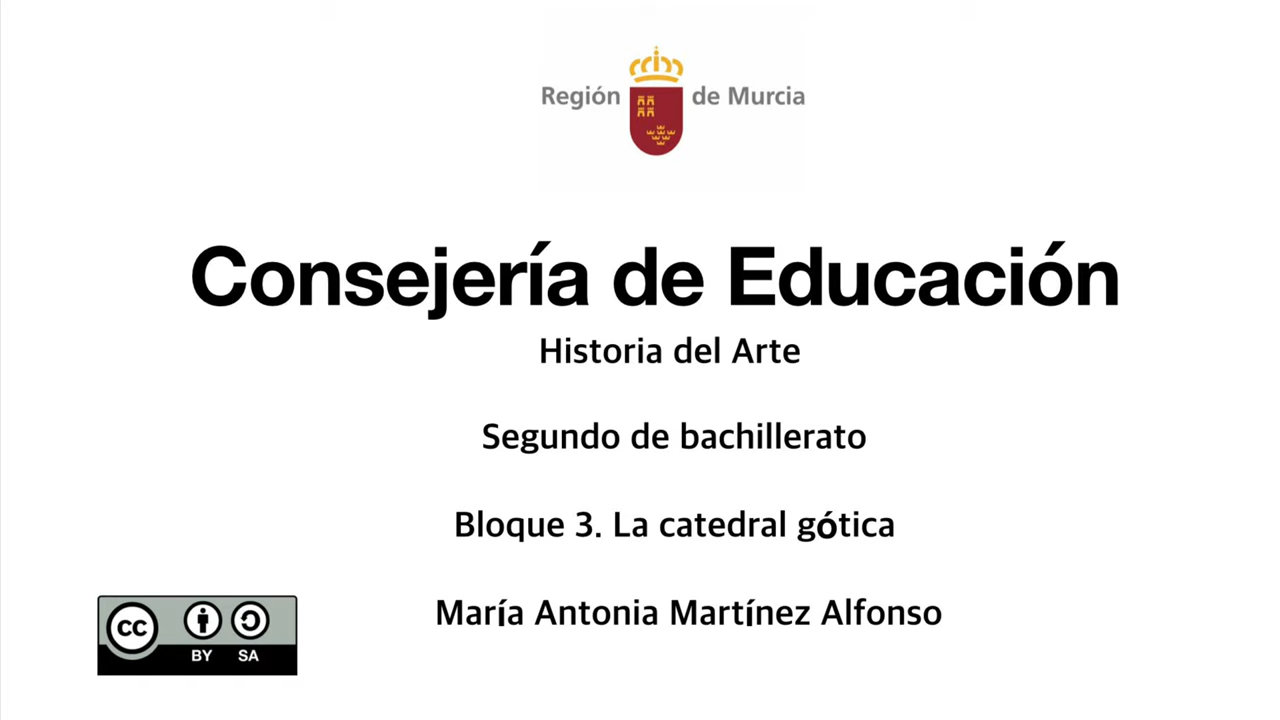 Región de Murcia
Consejería de Educación
Historia del Arte
Segundo de bachillerato
Bloque 3. La catedral gótica
María Antonia Martínez Alfonso
cc
BY SA